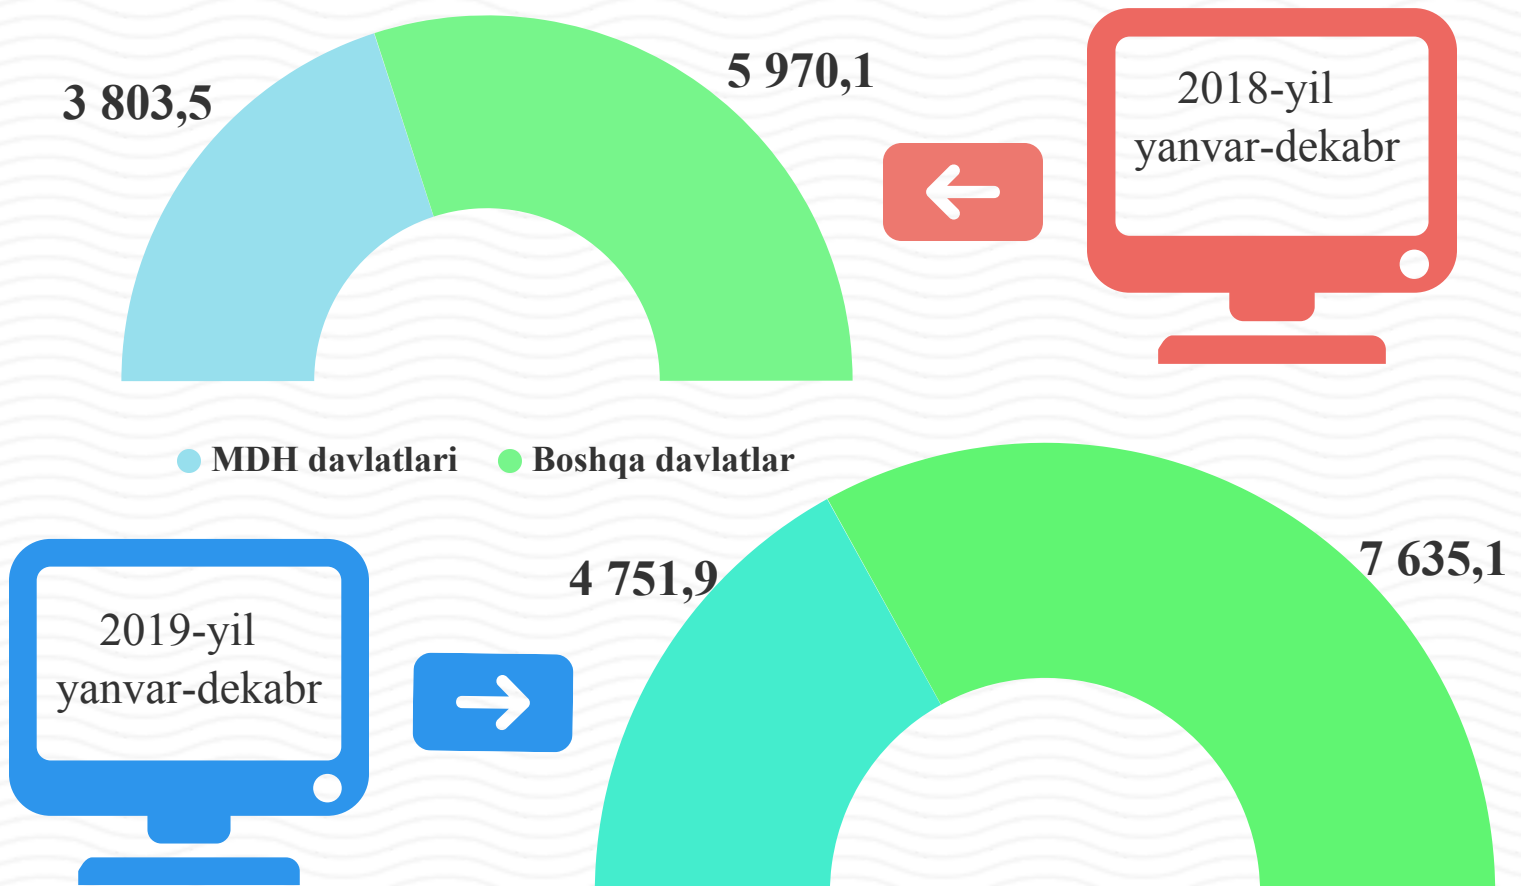 3 803,5
5 970,1
2018-yil
yanvar-dekabr
MDH davlatlari
Boshqa davlatlar
2019-yil
yanvar-dekabr
4 751,9
7 635,1